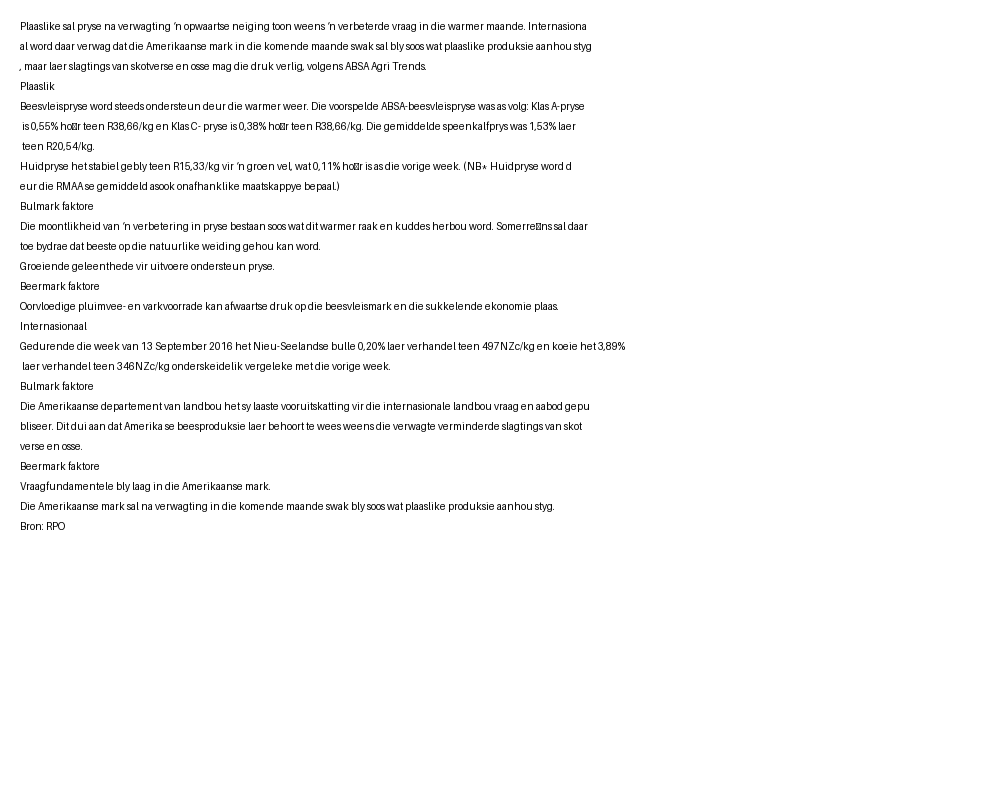 Plaaslike sal pryse na verwagting 'n opwaartse neiging toon weens 'n verbeterde vraag in die warmer maande. Internasiona
al word daar verwag dat die Amerikaanse mark in die komende maande swak sal bly soos wat plaaslike produksie aanhou styg
, maar laer slagtings van skotverse en osse mag die druk verlig, volgens ABSA Agri Trends.
Plaaslik
Beesvleispryse word steeds ondersteun deur die warmer weer. Die voorspelde ABSA-beesvleispryse was as volg: Klas A-pryse
is 0,55% ho□r teen R38,66/kg en Klas C- pryse is 0,38% ho□r teen R38,66/kg. Die gemiddelde speenkalfprys was 1,53% laer
teen R20,54/kg.
Huidpryse het stabiel gebly teen R15,33/kg vir 'n groen vel, wat 0,11% ho□r is as die vorige week. (NB* Huidpryse word d
eur die RMAA se gemiddeld asook onafhanklike maatskappye bepaal.)
Bulmark faktore
Die moontlikheid van 'n verbetering in pryse bestaan soos wat dit warmer raak en kuddes herbou word. Somerre□ns sal daar
toe bydrae dat beeste op die natuurlike weiding gehou kan word.
Groeiende geleenthede vir uitvoere ondersteun pryse.
Beermark faktore
Oorvloedige pluimvee- en varkvoorrade kan afwaartse druk op die beesvleismark en die sukkelende ekonomie plaas.
Internasionaal
Gedurende die week van 13 September 2016 het Nieu-Seelandse bulle 0,20% laer verhandel teen 497NZc/kg en koeie het 3,89%
laer verhandel teen 346NZc/kg onderskeidelik vergeleke met die vorige week.
Bulmark faktore
Die Amerikaanse departement van landbou het sy laaste vooruitskatting vir die internasionale landbou vraag en aabod gepu
bliseer. Dit dui aan dat Amerika se beesproduksie laer behoort te wees weens die verwagte verminderde slagtings van skot
verse en osse.
Beermark faktore
Vraagfundamentele bly laag in die Amerikaanse mark.
Die Amerikaanse mark sal na verwagting in die komende maande swak bly soos wat plaaslike produksie aanhou styg.
Bron: RPO